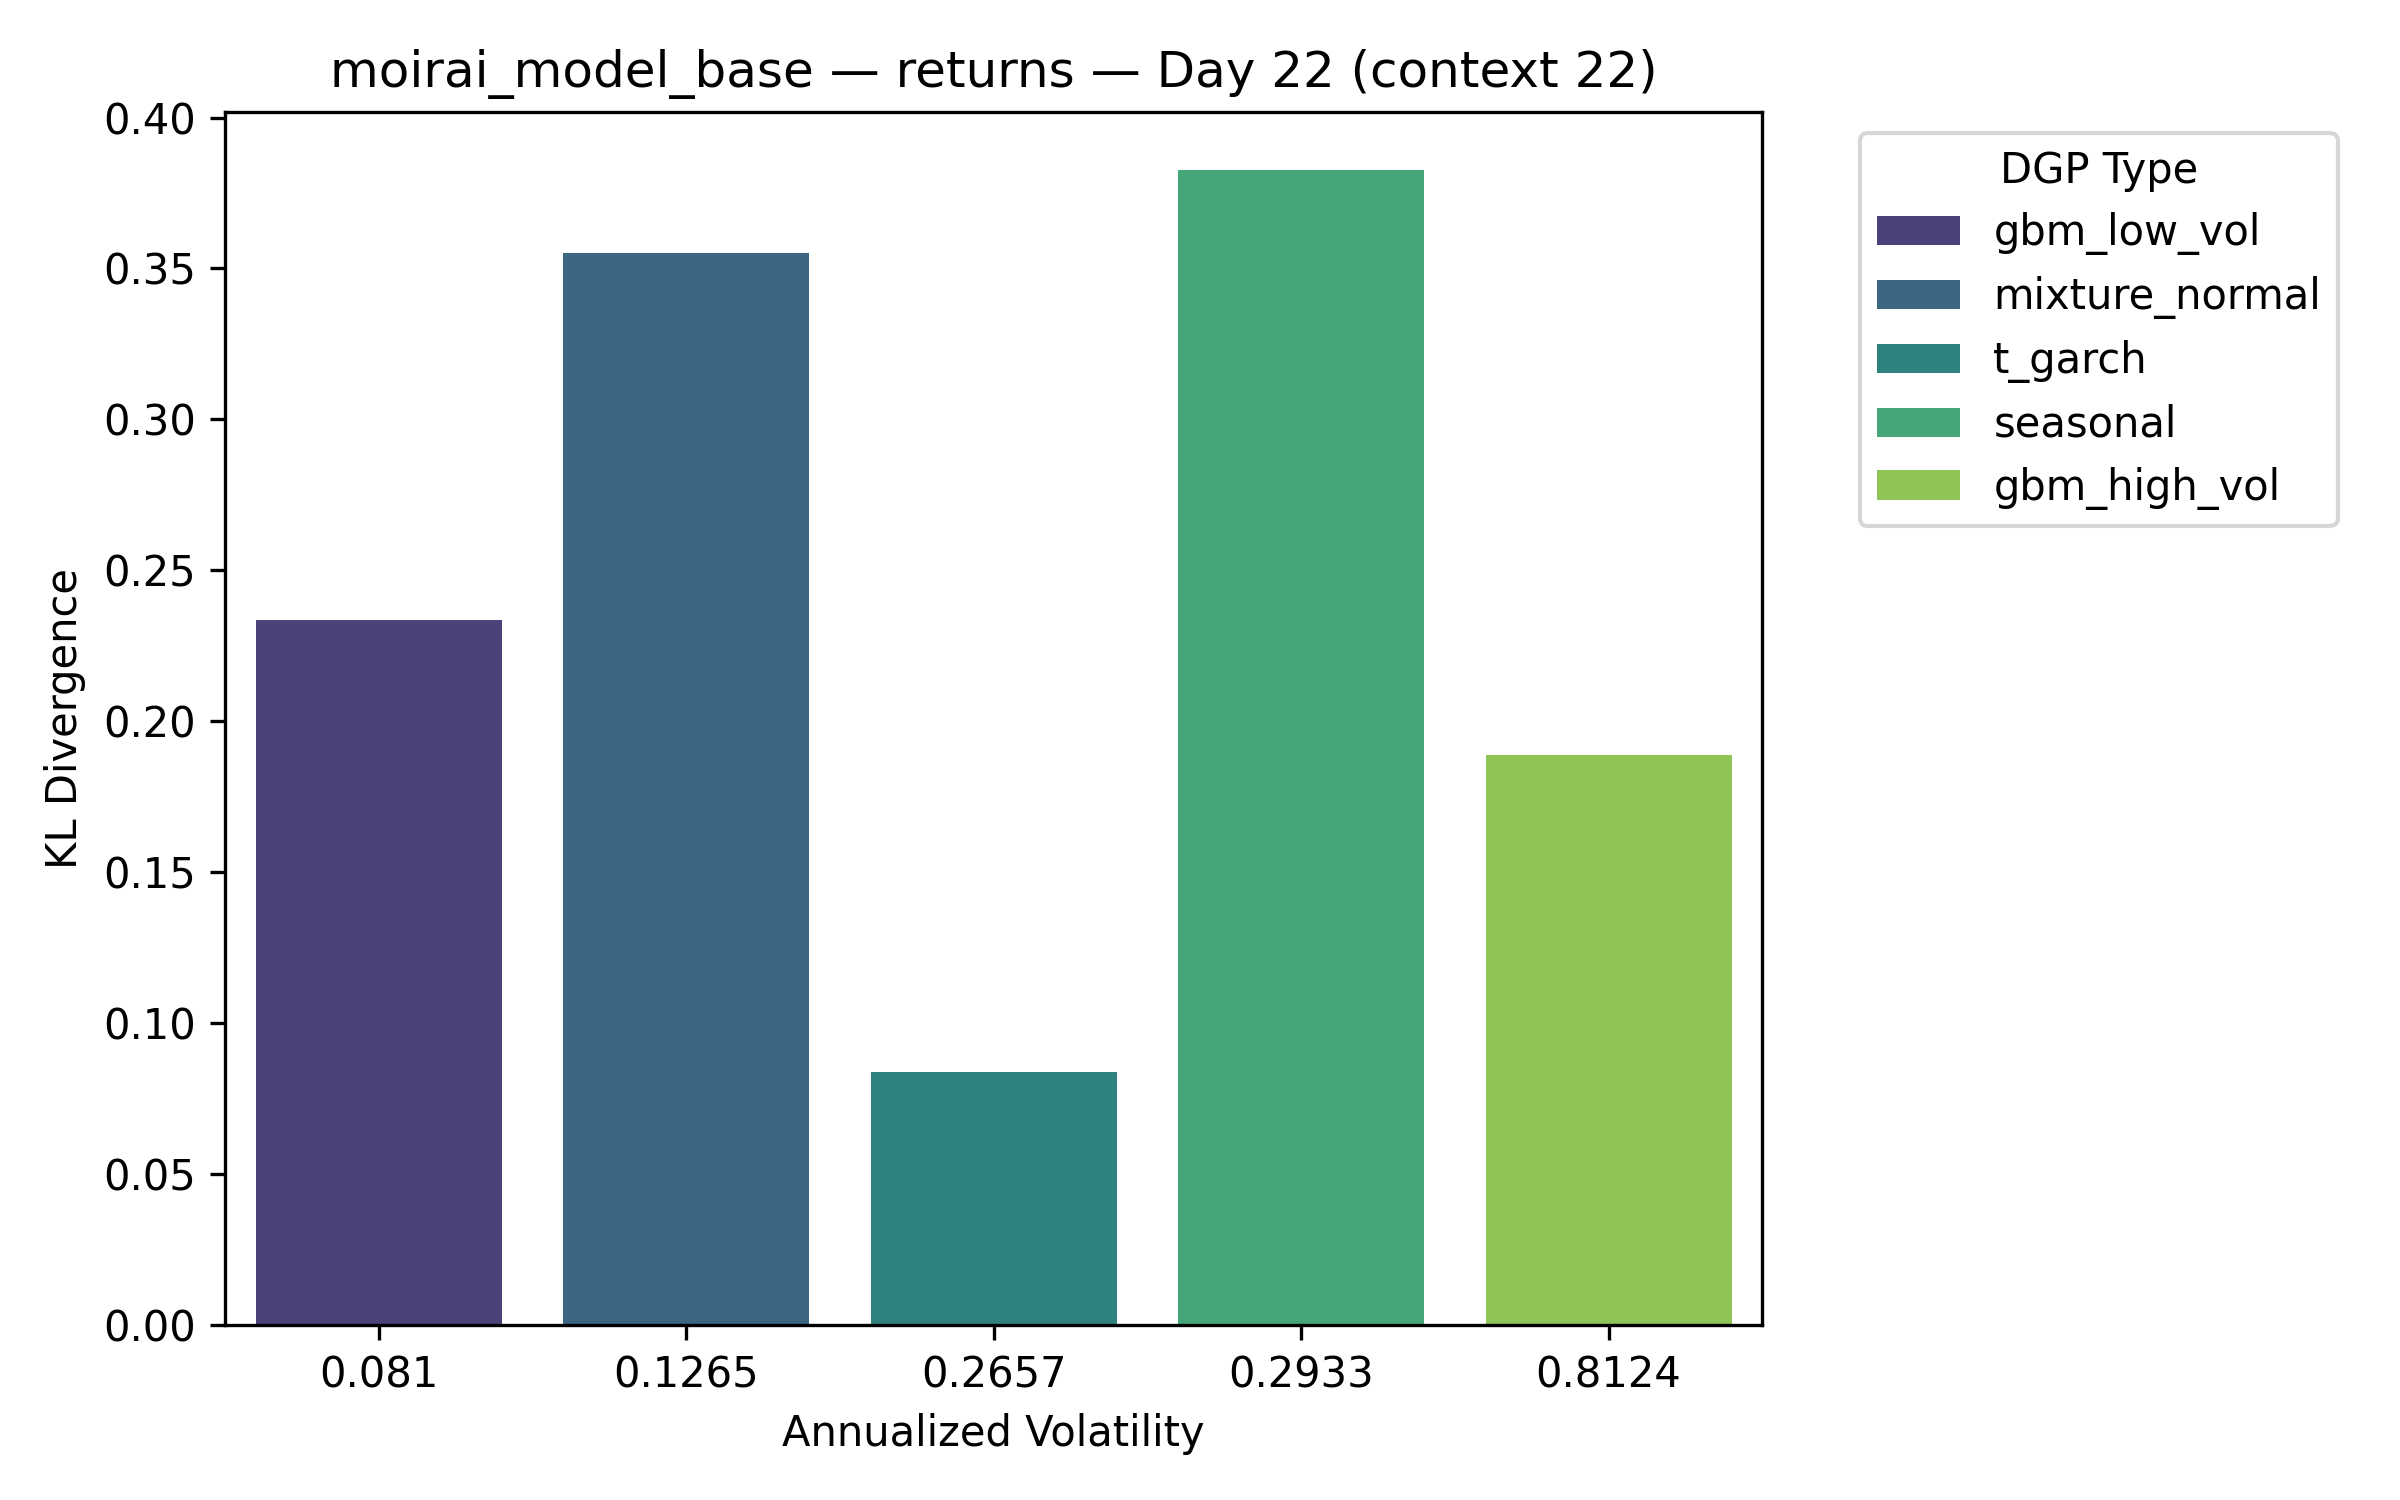 moirai_model_base — returns — Day 22 (context 22)
KL Divergence
0.40
0.35
0.30
0.25
0.20
0.15
0.10
0.05
0.00
0.081 0.1265 0.2657 0.2933 0.8124
Annualized Volatility
DGP Type
gbm_low_vol
mixture_normal
t_garch
seasonal
gbm_high_vol